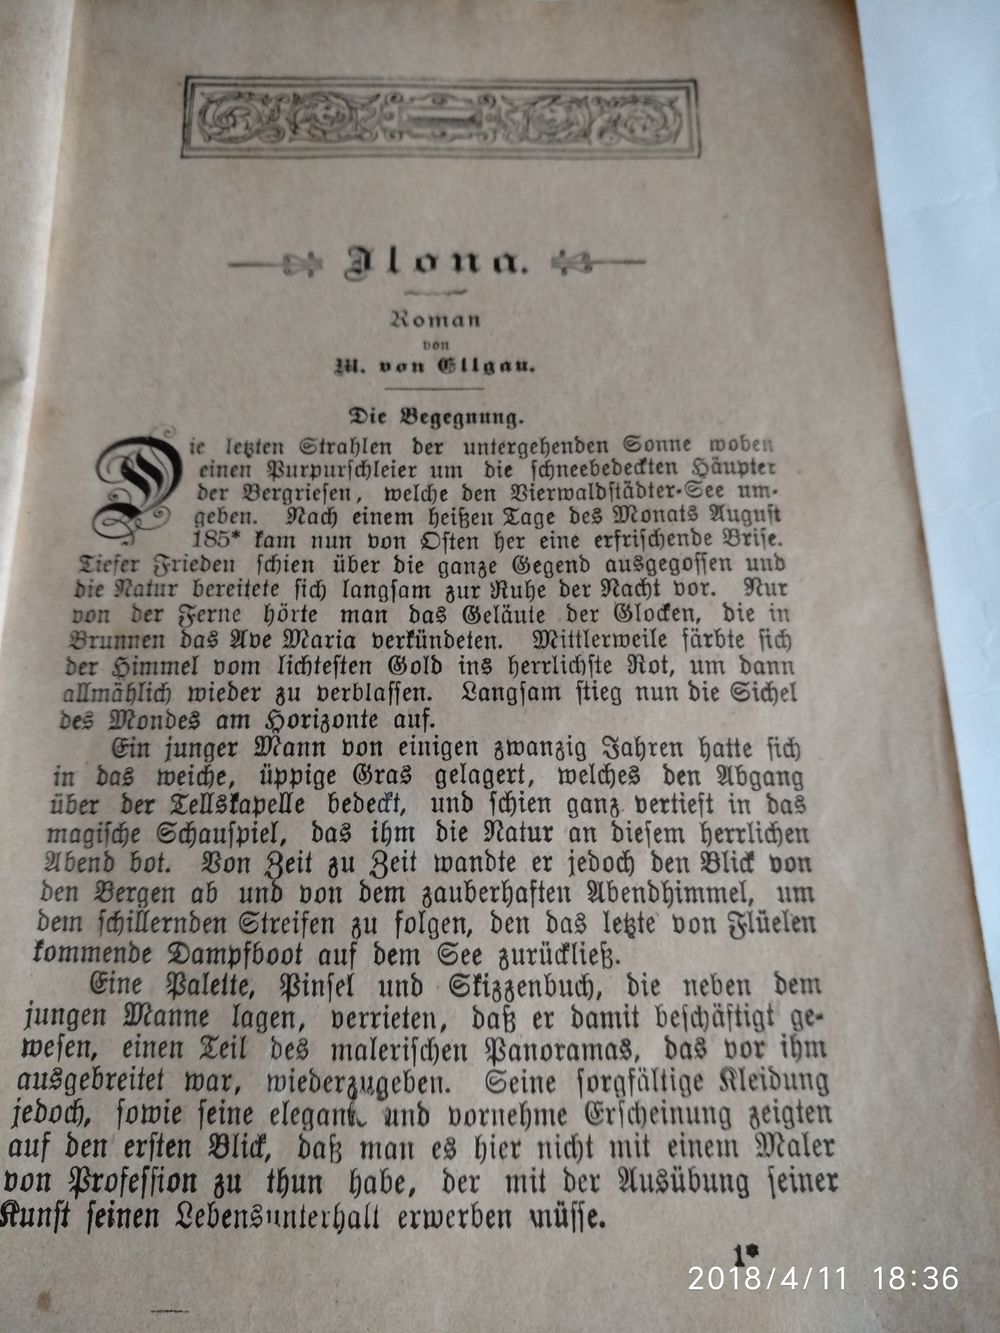 Ilona.
Roman
von
M. von Ellgau.
Die Begegnung.
Die letzten Strahlen der untergehenden Sonne woben
einen Purpurschleier um die schneebedeckten Häupter
der Bergriesen, welche den Vierwaldstädter-See um-
geben. Nach einem heißen Tage des Monats August
185* kam nun von Osten her eine erfrischende Brise.
Tiefer Frieden schien über die ganze Gegend ausgegossen und
die Natur bereitete sich langsam zur Ruhe der Nacht vor. Nur
von der Ferne hörte man das Geläute der Glocken, die in
Brunnen das Ave Maria verkündeten. Mittlerweile färbte sich
der Himmel vom lichtesten Gold ins herrlichste Rot, um dann
allmählich wieder zu verblassen. Langsam stieg nun die Sichel
des Mondes am Horizonte auf.
Ein junger Mann von einigen zwanzig Jahren hatte sich
in das weiche, üppige Gras gelagert, welches den Abgang
über der Tellskapelle bedeckt, und schien ganz vertieft in das
magische Schauspiel, das ihm die Natur an diesem herrlichen
Abend bot. Von Zeit zu Zeit wandte er jedoch den Blick von
den Bergen ab und von dem zauberhaften Abendhimmel, um
dem schillernden Streifen zu folgen, den das letzte von Flüelen
kommende Dampfboot auf dem See zurückließ.
Eine Palette, Pinsel und Skizzenbuch, die neben dem
jungen Manne lagen, verrieten, daß er damit beschäftigt ge-
wesen, einen Teil des malerischen Panoramas, das vor ihm
ausgebreitet war, wiederzugeben. Seine sorgfältige Kleidung
jedoch, sowie seine elegante und vornehme Erscheinung zeigten
auf den ersten Blick, daß man es hier nicht mit einem Maler
von Profession zu thun habe, der mit der Ausübung seiner
Kunst seinen Lebensunterhalt erwerben müsse.
1*
2018/4/11 18:36